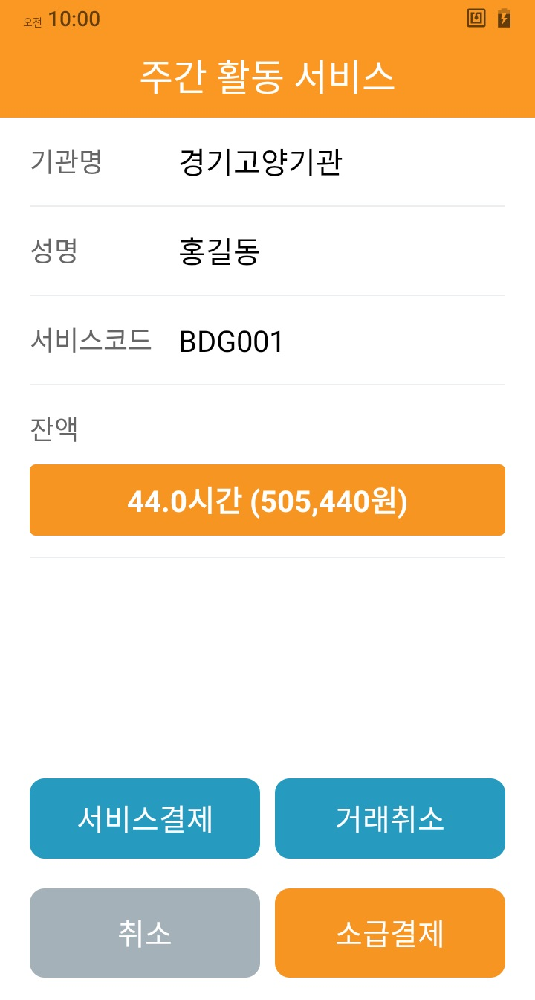 오전 10:00
주간 활동 서비스
기관명 경기고양기관
성명 홍길동
서비스코드 BDG001
잔액
44.0시간 (505,440원)
서비스결제 거래취소
취소 소급결제